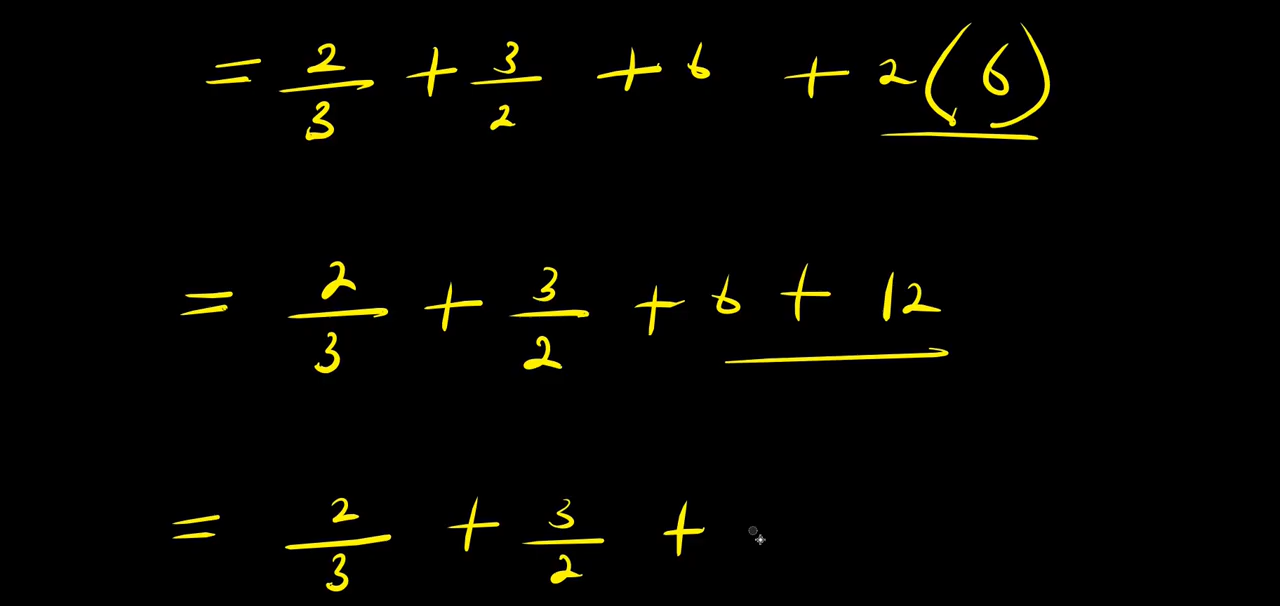 = 2/3 + 3/2 + 6 + 2(6)
= 2/3 + 3/2 + 6 + 12
= 2/3 + 3/2 +